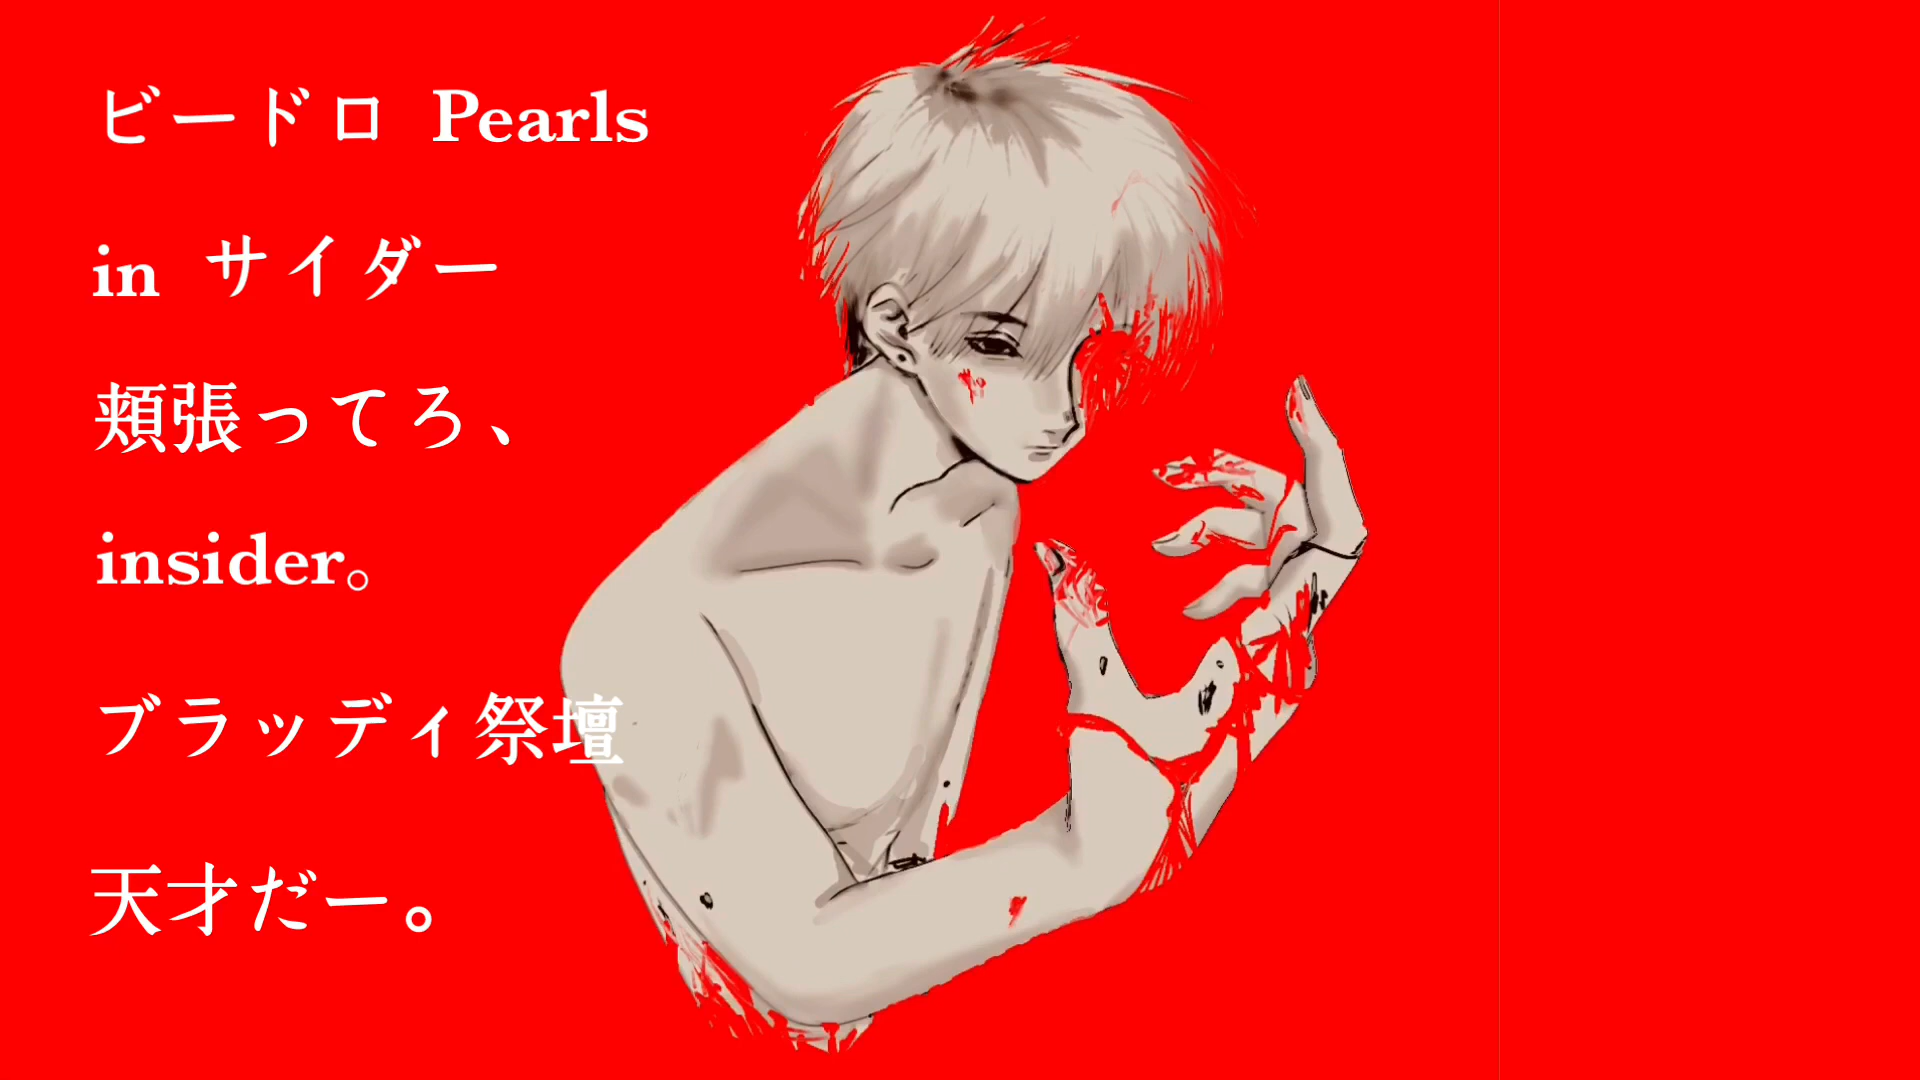 ビードロ Pearls
in サイダー
頬張ってろ、
insider。
ブラッディ祭壇
天才だー。